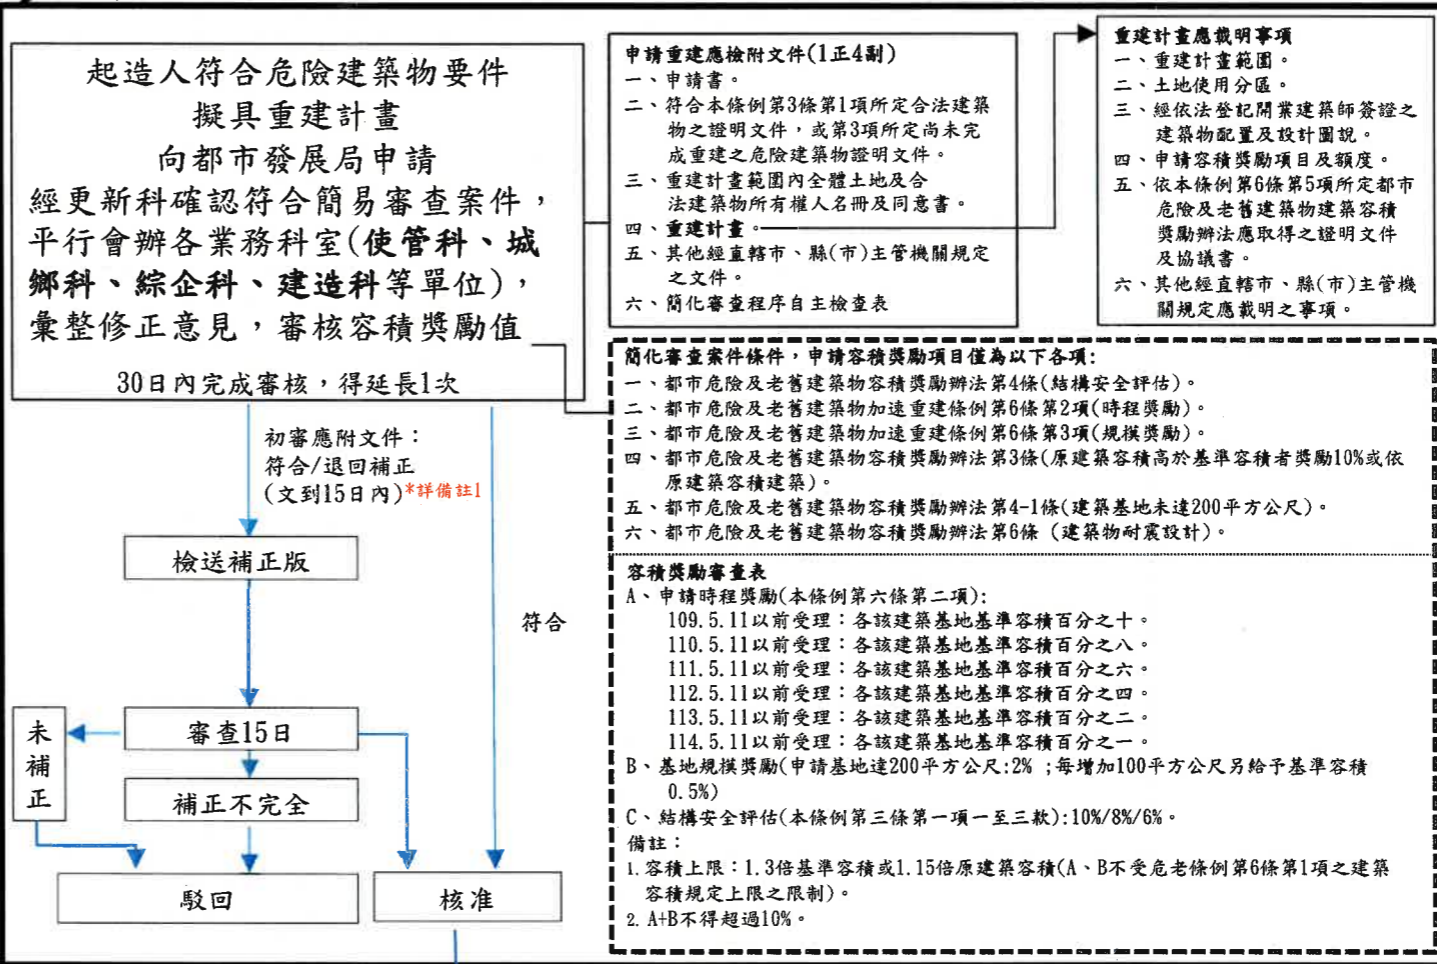 起造人符合危險建築物要件
擬具重建計畫
向都市發展局申請
經更新科確認符合簡易審查案件，
平行會辦各業務科室(使管科、城
鄉科、綜企科、建造科等單位)，
彙整修正意見，審核容積獎勵值
30日內完成審核，得延長1次
申請重建應檢附文件(1正4副)
一、申請書。
二、符合本條例第3條第1項所定合法建築
物之證明文件，或第3項所定尚未完
成重建之危險建築物證明文件。
三、重建計畫範圍內全體土地及合
法建築物所有權人名冊及同意書。
四、重建計畫。
五、其他經直轄市、縣(市)主管機關規定
之文件。
六、簡化審查程序自主檢查表
重建計畫應載明事項
一、重建計畫範圍。
二、土地使用分區。
三、經依法登記開業建築師簽證之
建築物配置及設計圖說。
四、申請容積獎勵項目及額度。
五、依本條例第6條第5項所定都市
危險及老舊建築物建築容積
獎勵辦法應取得之證明文件
及協議書。
六、其他經直轄市、縣(市)主管機
關規定應載明之事項。
簡化審查案件條件，申請容積獎勵項目僅為以下各項:
一、都市危險及老舊建築物容積獎勵辦法第4條(結構安全評估)。
二、都市危險及老舊建築物加速重建條例第6條第2項(時程獎勵)。
三、都市危險及老舊建築物加速重建條例第6條第3項(規模獎勵)。
四、都市危險及老舊建築物容積獎勵辦法第3條(原建築容積高於基準容積者獎勵10%或依
原建築容積建築)。
五、都市危險及老舊建築物容積獎勵辦法第4-1條(建築基地未達200平方公尺)。
六、都市危險及老舊建築物容積獎勵辦法第6條 (建築物耐震設計)。
容積獎勵審查表
A、申請時程獎勵(本條例第六條第二項):
109.5.11以前受理：各該建築基地基準容積百分之十。
110.5.11以前受理：各該建築基地基準容積百分之八。
111.5.11以前受理：各該建築基地基準容積百分之六。
112.5.11以前受理：各該建築基地基準容積百分之四。
113.5.11以前受理：各該建築基地基準容積百分之二。
114.5.11以前受理：各該建築基地基準容積百分之一。
B、基地規模獎勵(申請基地達200平方公尺:2% ;每增加100平方公尺另給予基準容積
0.5%)
C、結構安全評估(本條例第三條第一項一至三款):10%/8%/6%。
備註：
1. 容積上限：1.3倍基準容積或1.15倍原建築容積(A、B不受危老條例第6條第1項之建築
容積規定上限之限制)。
2. A+B不得超過10%。
初審應附文件：
符合/退回補正
(文到15日內)*詳備註1
檢送補正版
符合
審查15日
未補正
補正不完全
駁回
核准